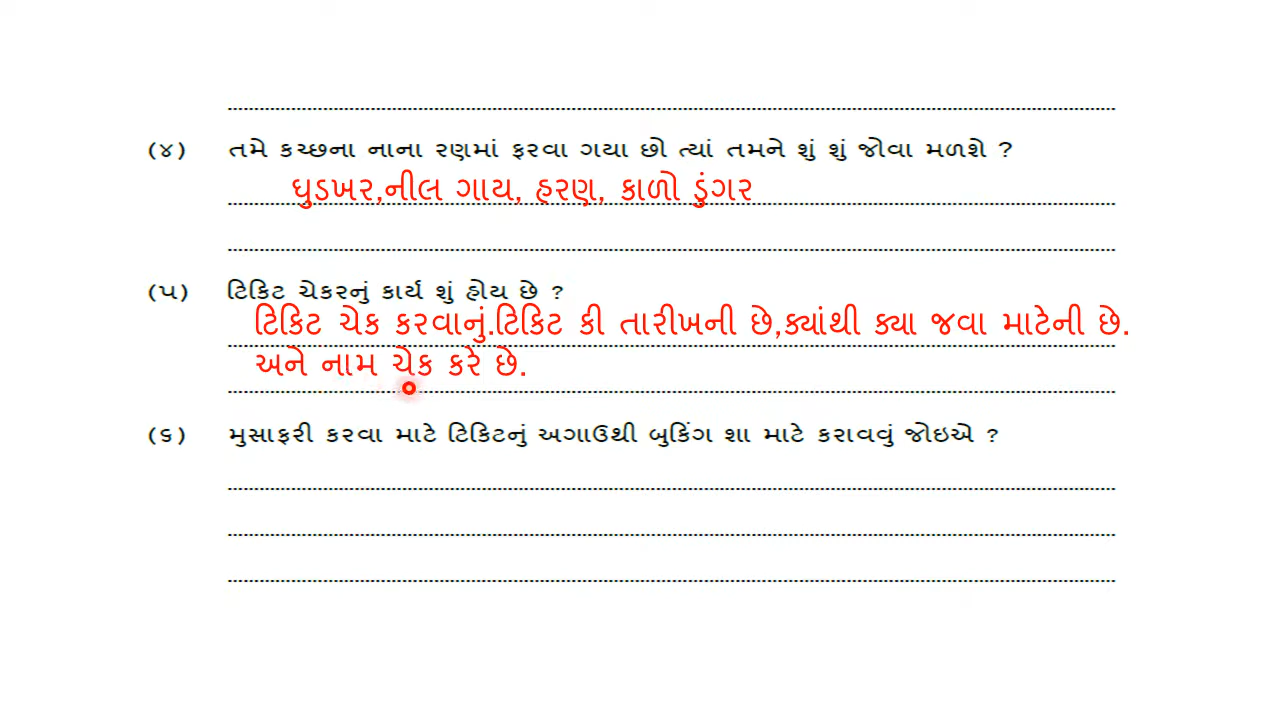 (૪) તમે કચ્છના નાના રણમાં ફરવા ગયા છો ત્યાં તમને શું શું જોવા મળશે ?
ઘુડખર,નીલ ગાય, હરણ, કાળો ડુંગર
(૫) ટિકિટ ચેકરનું કાર્ય શું હોય છે ?
ટિકિટ ચેક કરવાનું.ટિકિટ કી તારીખની છે,ક્યાંથી ક્યા જવા માટેની છે.
અને નામ ચેક કરે છે.
(૬) મુસાફરી કરવા માટે ટિકિટનું અગાઉથી બુકિંગ શા માટે કરાવવું જોઇએ ?